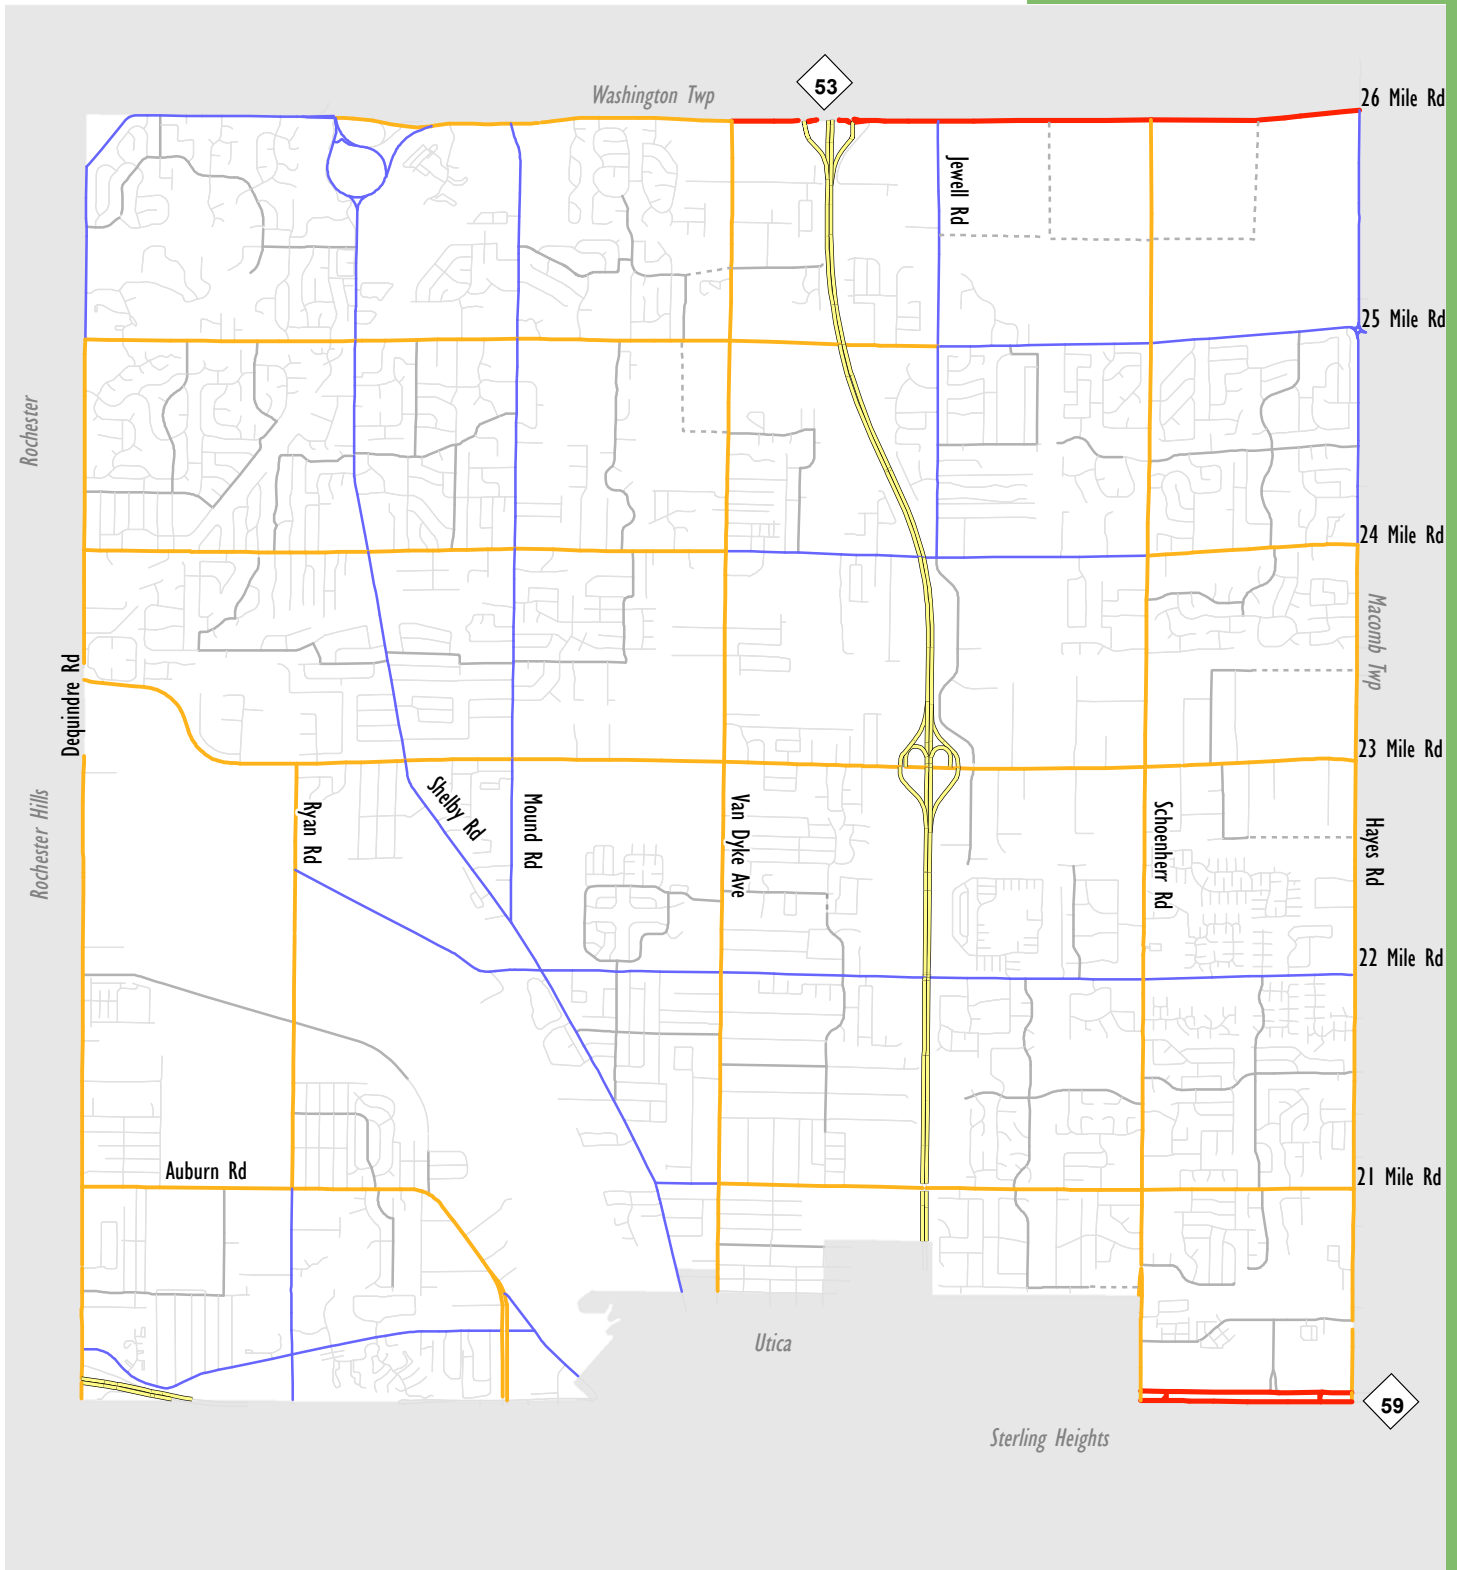 53
Washington Twp
26 Mile Rd
Jewell Rd
25 Mile Rd
Rochester
24 Mile Rd
Macomb Twp
Dequindre Rd
23 Mile Rd
Rochester Hills
Ryan Rd
Shelby Rd
Mound Rd
Van Dyke Ave
Schoenherr Rd
Hayes Rd
22 Mile Rd
Auburn Rd
21 Mile Rd
Utica
59
Sterling Heights